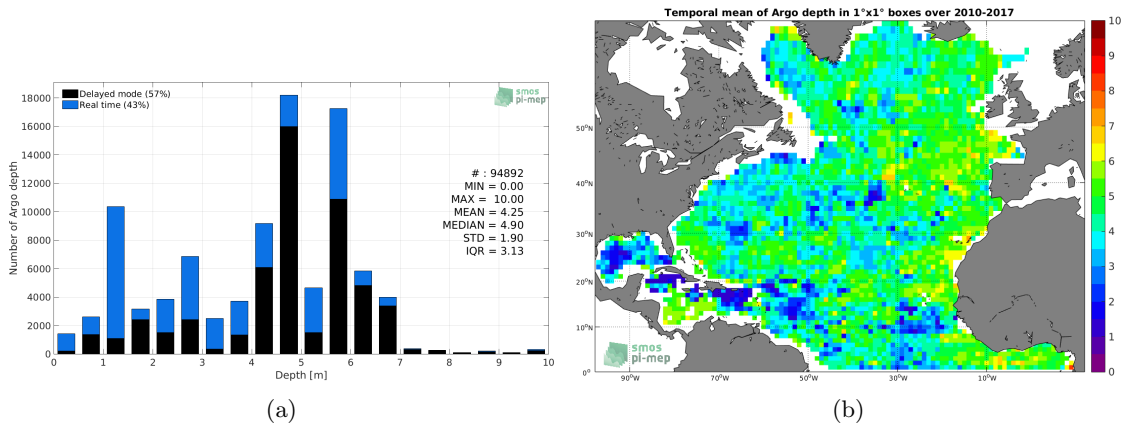 Delayed mode (57%)
Real time (43%)
smos
pi-mep
Number of Argo depth
18000
16000
14000
12000
10000
8000
6000
4000
2000
0
# : 94892
MIN = 0.00
MAX = 10.00
MEAN = 4.25
MEDIAN = 4.90
STD = 1.90
IQR = 3.13
0 1 2 3 4 5 6 7 8 9 10
Depth [m]
(a)
Temporal mean of Argo depth in 1°x1° boxes over 2010-2017
50°N
40°N
30°N
20°N
10°N
0°
90°W 70°W 50°W 30°W 10°W
smos
pi-mep
10
9
8
7
6
5
4
3
2
1
0
(b)